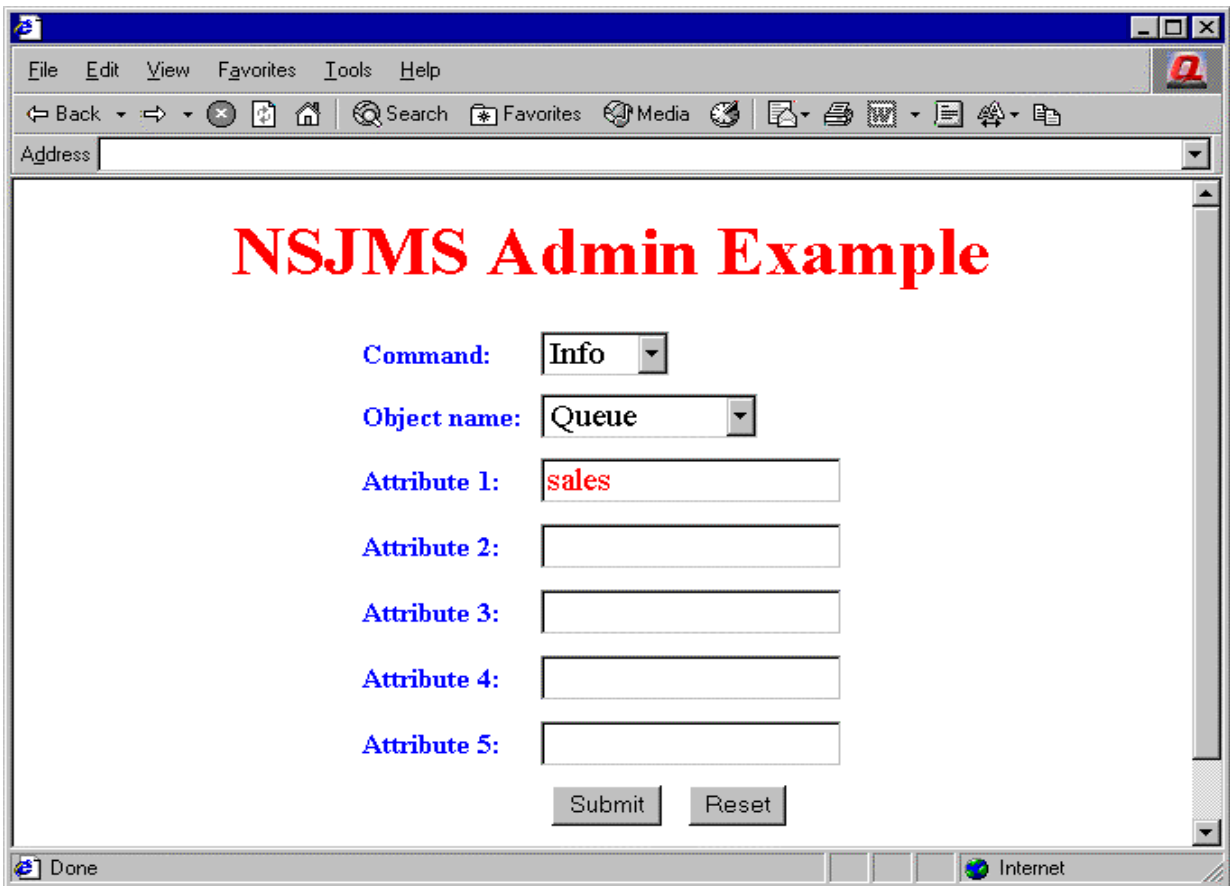 File Edit View Favorites Tools Help
Back Search Favorites Media
Address
NSJMS Admin Example
Command: Info
Object name: Queue
Attribute 1: sales
Attribute 2:
Attribute 3:
Attribute 4:
Attribute 5:
Submit Reset
Done Internet